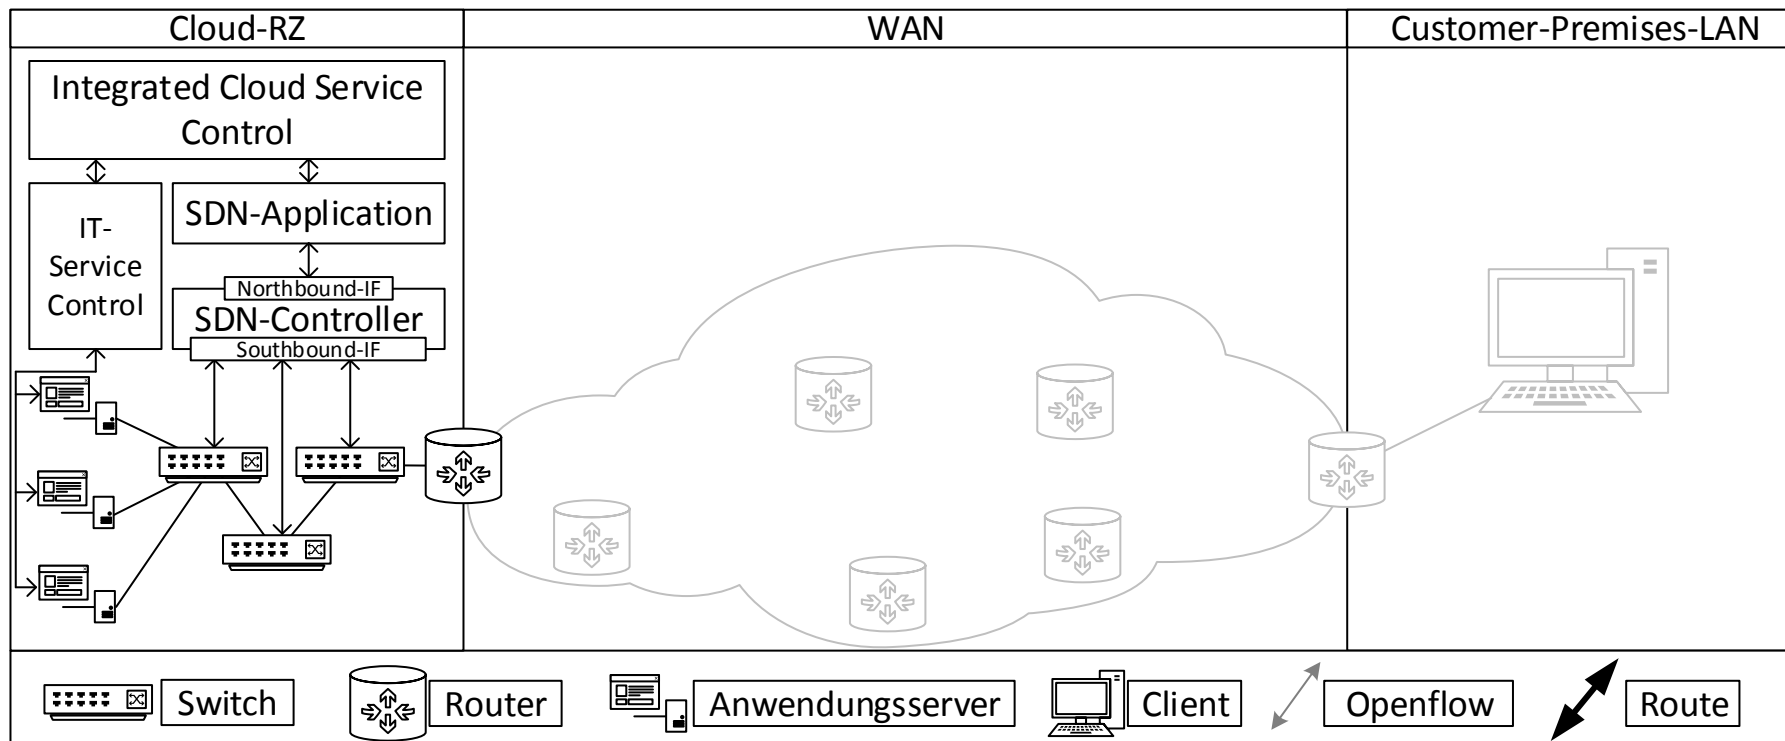 Cloud-RZ
WAN
Customer-Premises-LAN
Integrated Cloud Service
Control
IT-
Service
Control
SDN-Application
Northbound-IF
SDN-Controller
Southbound-IF
Switch
Router
Anwendungsserver
Client
Openflow
Route